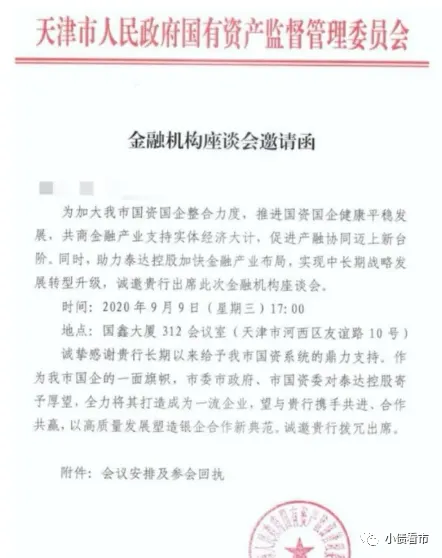 天津市人民政府国有资产监督管理委员会
金融机构座谈会邀请函
为加大我市国资国企整合力度，推进国资国企健康平稳发
展，共商金融产业支持实体经济大计，促进产融协同迈上新台
阶。同时，助力泰达控股加快金融产业布局，实现中长期战略发
展转型升级，诚邀贵行出席此次金融机构座谈会。
时间：2020年9月9日（星期三）17:00
地点：国鑫大厦312会议室（天津市河西区友谊路10号）
诚挚感谢贵行长期以来给予我市国资系统的鼎力支持。作
为我市国企的一面旗帜，市委市政府、市国资委对泰达控股寄
予厚望，全力将其打造成为一流企业，望与贵行携手共进、合作
共赢，以高质量发展塑造银企合作新典范。诚邀贵行拨冗出席。
附件：会议安排及参会回执
小债看市